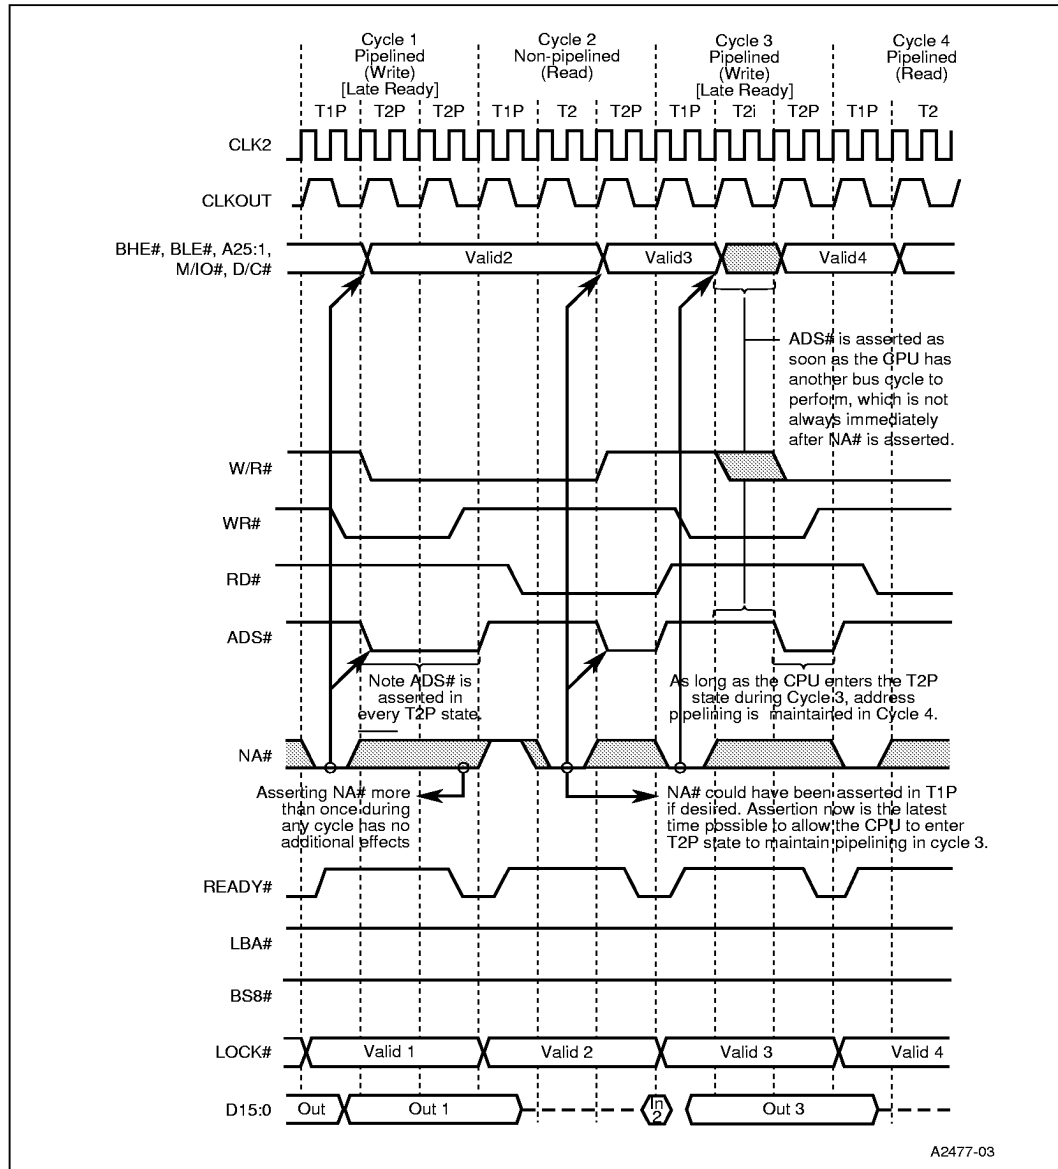 Cycle 1
Pipelined
(Write)
[Late Ready]
Cycle 2
Non-pipelined
(Read)
Cycle 3
Pipelined
(Write)
[Late Ready]
Cycle 4
Pipelined
(Read)
T1P T2P T2P T1P T2 T2P T1P T2i T2P T1P T2
CLK2
CLKOUT
BHE#, BLE#, A25:1,
M/IO#, D/C#
Valid2 Valid3 Valid4
ADS# is asserted as
soon as the CPU has
another bus cycle to
perform, which is not
always immediately
after NA# is asserted.
W/R#
WR#
RD#
ADS#
Note ADS# is
asserted in
every T2P state.
As long as the CPU enters the T2P
state during Cycle 3, address
pipelining is maintained in Cycle 4.
NA#
Asserting NA# more
than once during
any cycle has no
additional effects
NA# could have been asserted in T1P
if desired. Assertion now is the latest
time possible to allow the CPU to enter
T2P state to maintain pipelining in cycle 3.
READY#
LBA#
BS8#
LOCK# Valid 1 Valid 2 Valid 3 Valid 4
D15:0 Out Out 1 In 2 Out 3
A2477-03